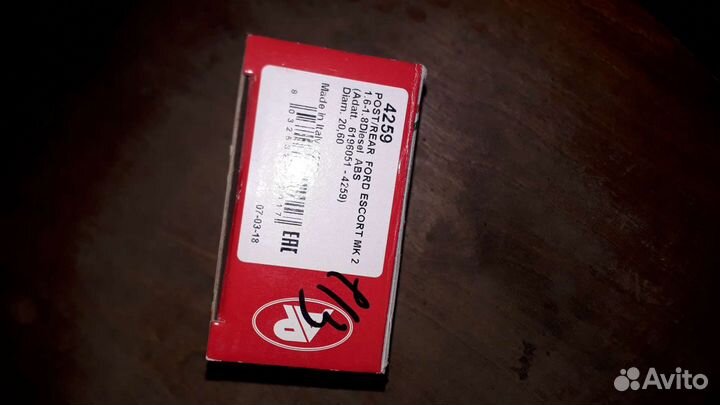 4259
POST/REAR FORD ESCORT MK 2
1.6-1.8Diesel ABS
(Adatt. 6196051 - 4259)
Diam. 20,60
Made in Italy
07-03-18
EAC
Avito